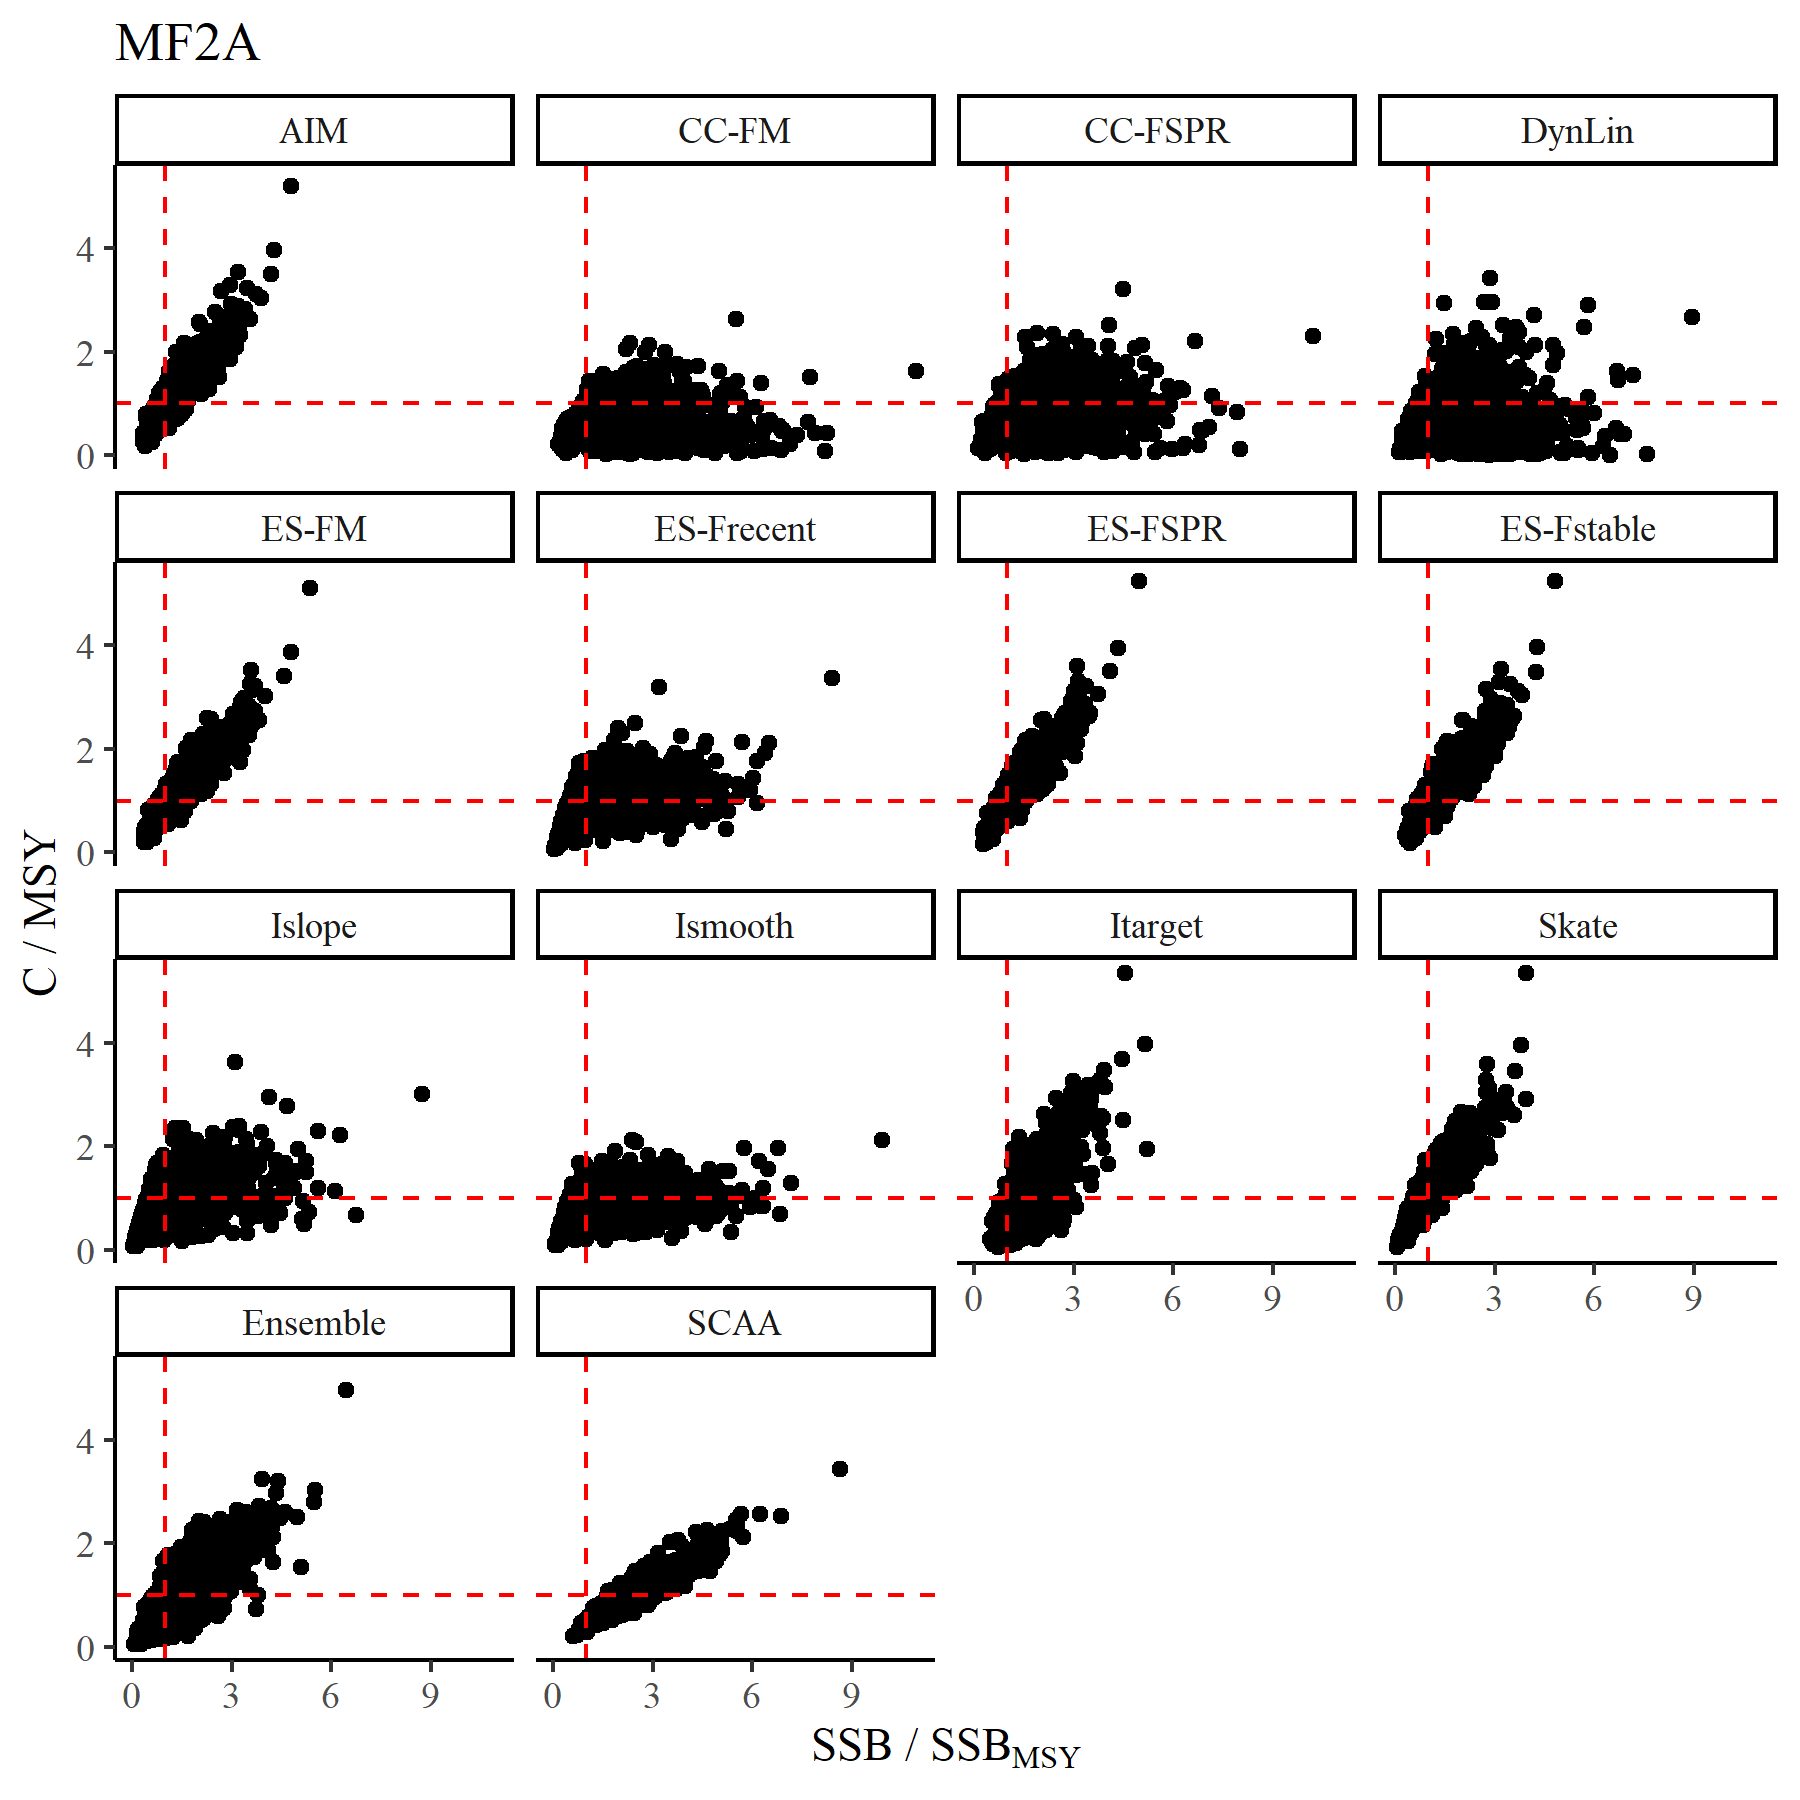 MF2A
AIM CC-FM CC-FSPR DynLin
4
2
0
ES-FM ES-Frecent ES-FSPR ES-Fstable
4
2
0
C / MSY
Islope Ismooth Itarget Skate
4
2
0
0 3 6 9 0 3 6 9
Ensemble SCAA
4
2
0
0 3 6 9 0 3 6 9
SSB / SSB_MSY